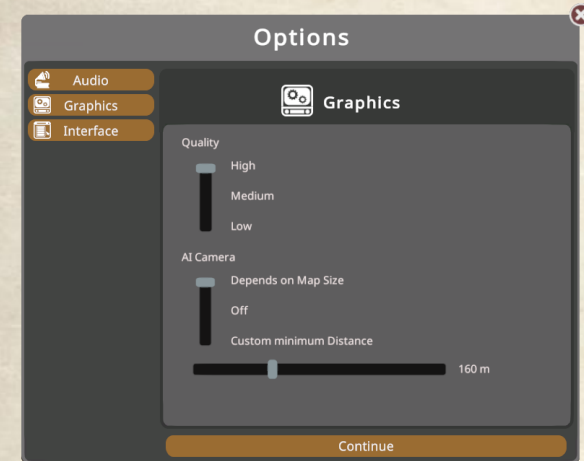 Options
Audio
Graphics
Interface
Graphics
Quality
High
Medium
Low
AI Camera
Depends on Map Size
Off
Custom minimum Distance
160 m
Continue